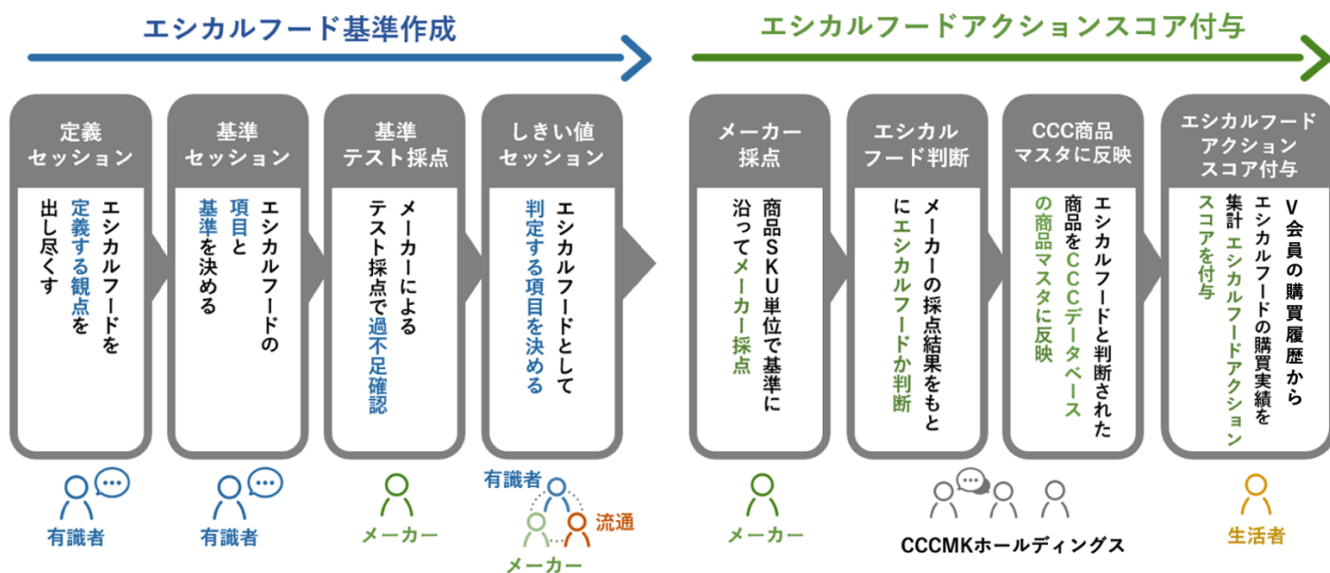 エシカルフード基準作成
エシカルフードアクションスコア付与
定義
セッション
エシカルフードを
定義する観点を
出し尽くす
有識者
基準
セッション
エシカルフードの
項目と
基準を決める
有識者
基準
テスト採点
メーカーによる
テスト採点で過不足確認
メーカー
しきい値
セッション
エシカルフードとして
判定する項目を決める
有識者
流通
メーカー
メーカー
採点
商品SKU単位で基準に
沿ってメーカー採点
メーカー
エシカル
フード判断
メーカーの採点結果をもと
にエシカルフードか判断
CCC商品
マスタに反映
エシカルフードと判断された
商品をCCCデータベース
の商品マスタに反映
CCCMKホールディングス
エシカルフード
アクション
スコア付与
V会員の購買履歴から
エシカルフードの購買実績を
集計 エシカルフードアクション
スコアを付与
生活者